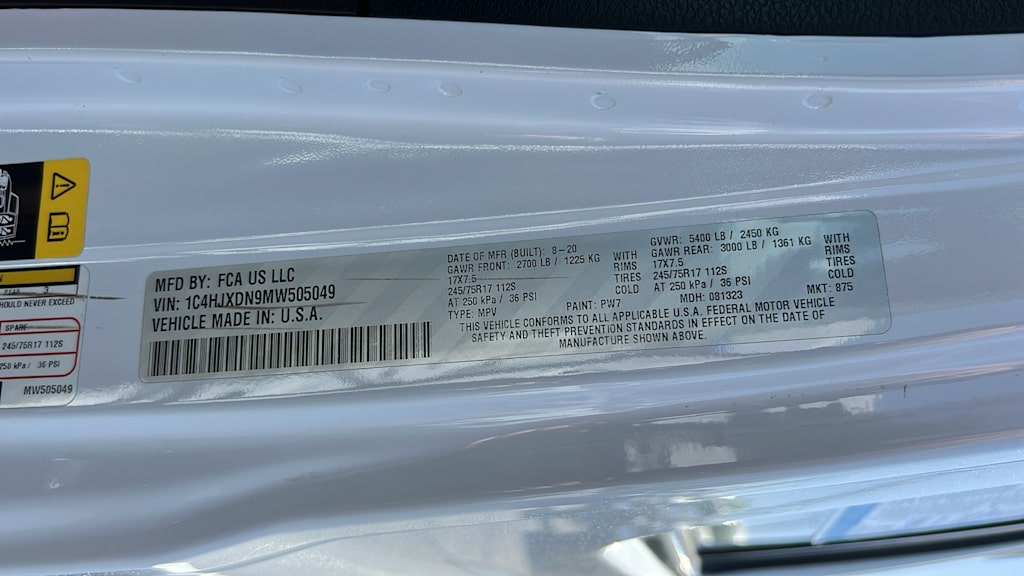 MFD BY: FCA US LLC
VIN: 1C4HJXDN9MW505049
VEHICLE MADE IN: U.S.A.
DATE OF MFR (BUILT): 8-20
GAWR FRONT: 2700 LB / 1225 KG WITH
17X7.5 RIMS
245/75R17 112S TIRES
AT 250 kPa / 36 PSI COLD
TYPE: MPV PAINT: PW7
GVWR: 5400 LB / 2450 KG
GAWR REAR: 3000 LB / 1361 KG WITH
17X7.5 RIMS
245/75R17 112S TIRES
AT 250 kPa / 36 PSI COLD
MDH: 081323 MKT: 875
THIS VEHICLE CONFORMS TO ALL APPLICABLE U.S.A. FEDERAL MOTOR VEHICLE
SAFETY AND THEFT PREVENTION STANDARDS IN EFFECT ON THE DATE OF
MANUFACTURE SHOWN ABOVE.
REAR 3
SHOULD NEVER EXCEED
SPARE
245/75R17 112S
250 kPa / 36 PSI
MW505049